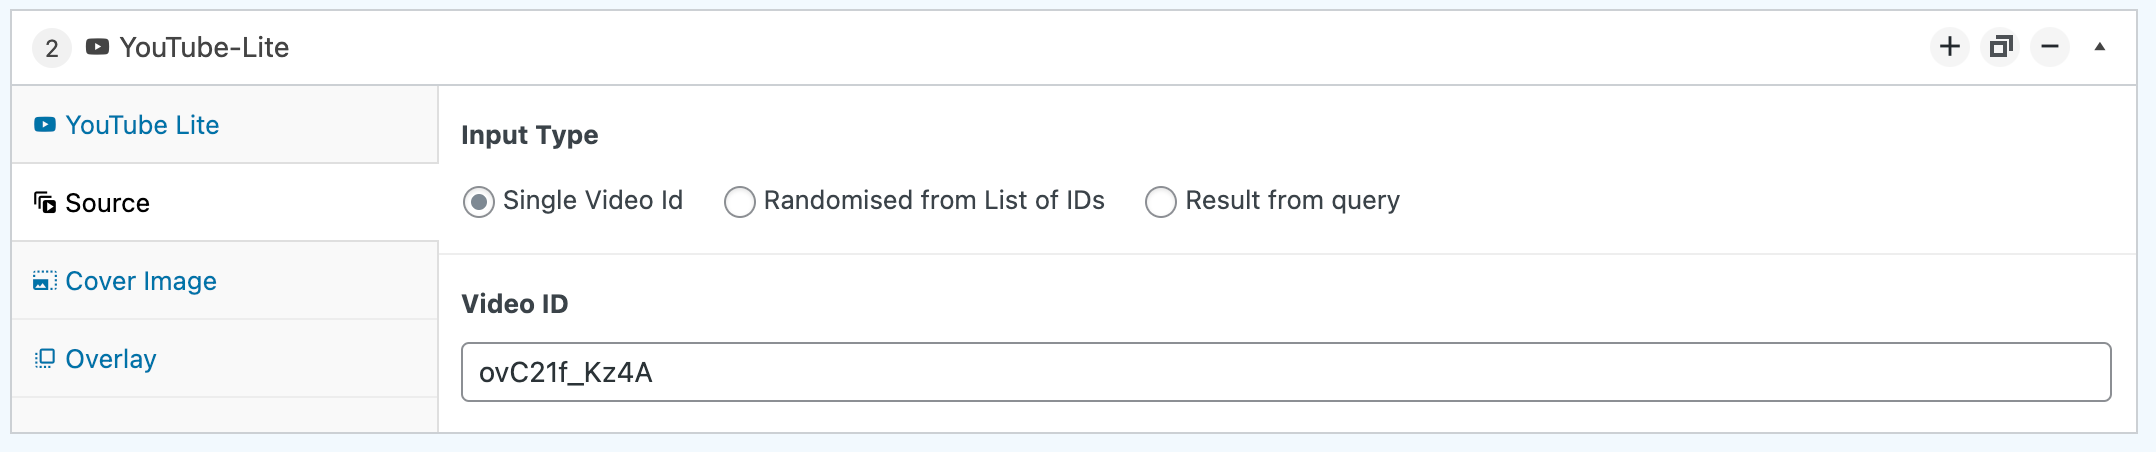 2 YouTube-Lite
YouTube Lite
Source
Cover Image
Overlay
Input Type
Single Video Id Randomised from List of IDs Result from query
Video ID
ovC21f_Kz4A